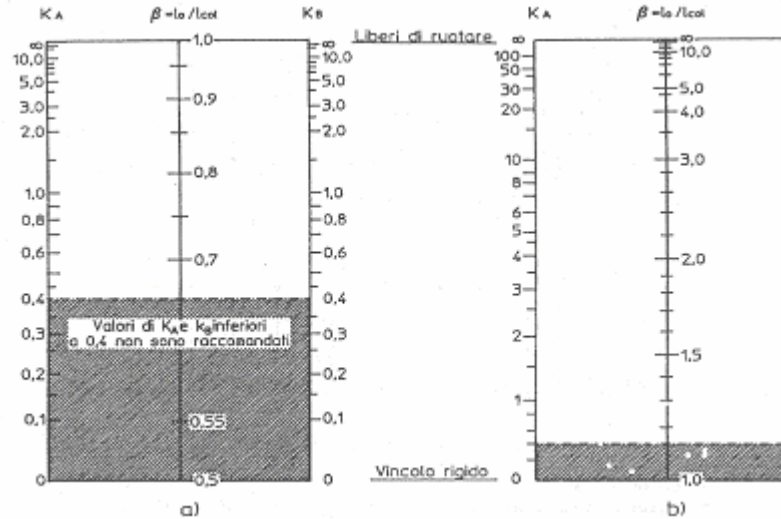 KA β=lo/lcol KB
∞ 1,0 ∞
10.0 10.0
5.0 0,9 5.0
3.0 3.0
2.0 2.0
0,8
1,0 1,0
0,8 0,8
0,6 0,7 0,6
0,4 0,4
Valori di KA e kB inferiori
a 0,4 non sono raccomandati
0,3 0,3
0,2 0,2
0,1 0,55 0,1
0 0,5 0
a)
Liberi di ruotare
Vincolo rigido
KA β=lo/lcol
∞ ∞
100 10,0
50
30 5,0
20 4,0
10 3,0
9
8
6
5
4 2,0
3
2 1,5
1
0 1,0
b)